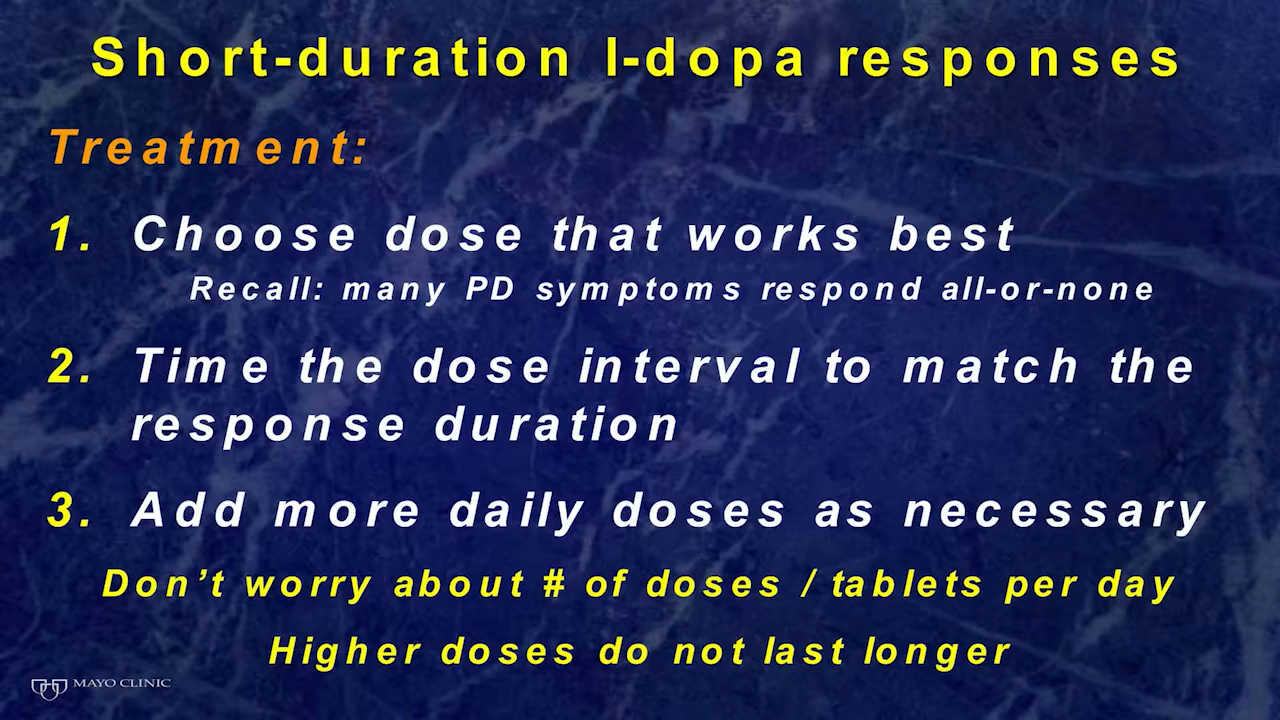 Short-duration l-dopa responses
Treatment:
1. Choose dose that works best
Recall: many PD symptoms respond all-or-none
2. Time the dose interval to match the
response duration
3. Add more daily doses as necessary
Don’t worry about # of doses / tablets per day
Higher doses do not last longer
MAYO CLINIC